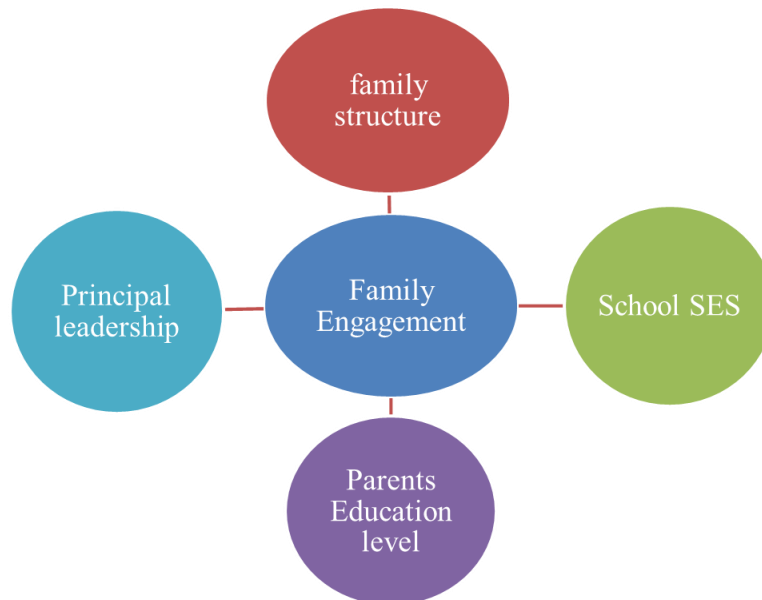 family
structure
Principal
leadership
Family
Engagement
School SES
Parents
Education
level